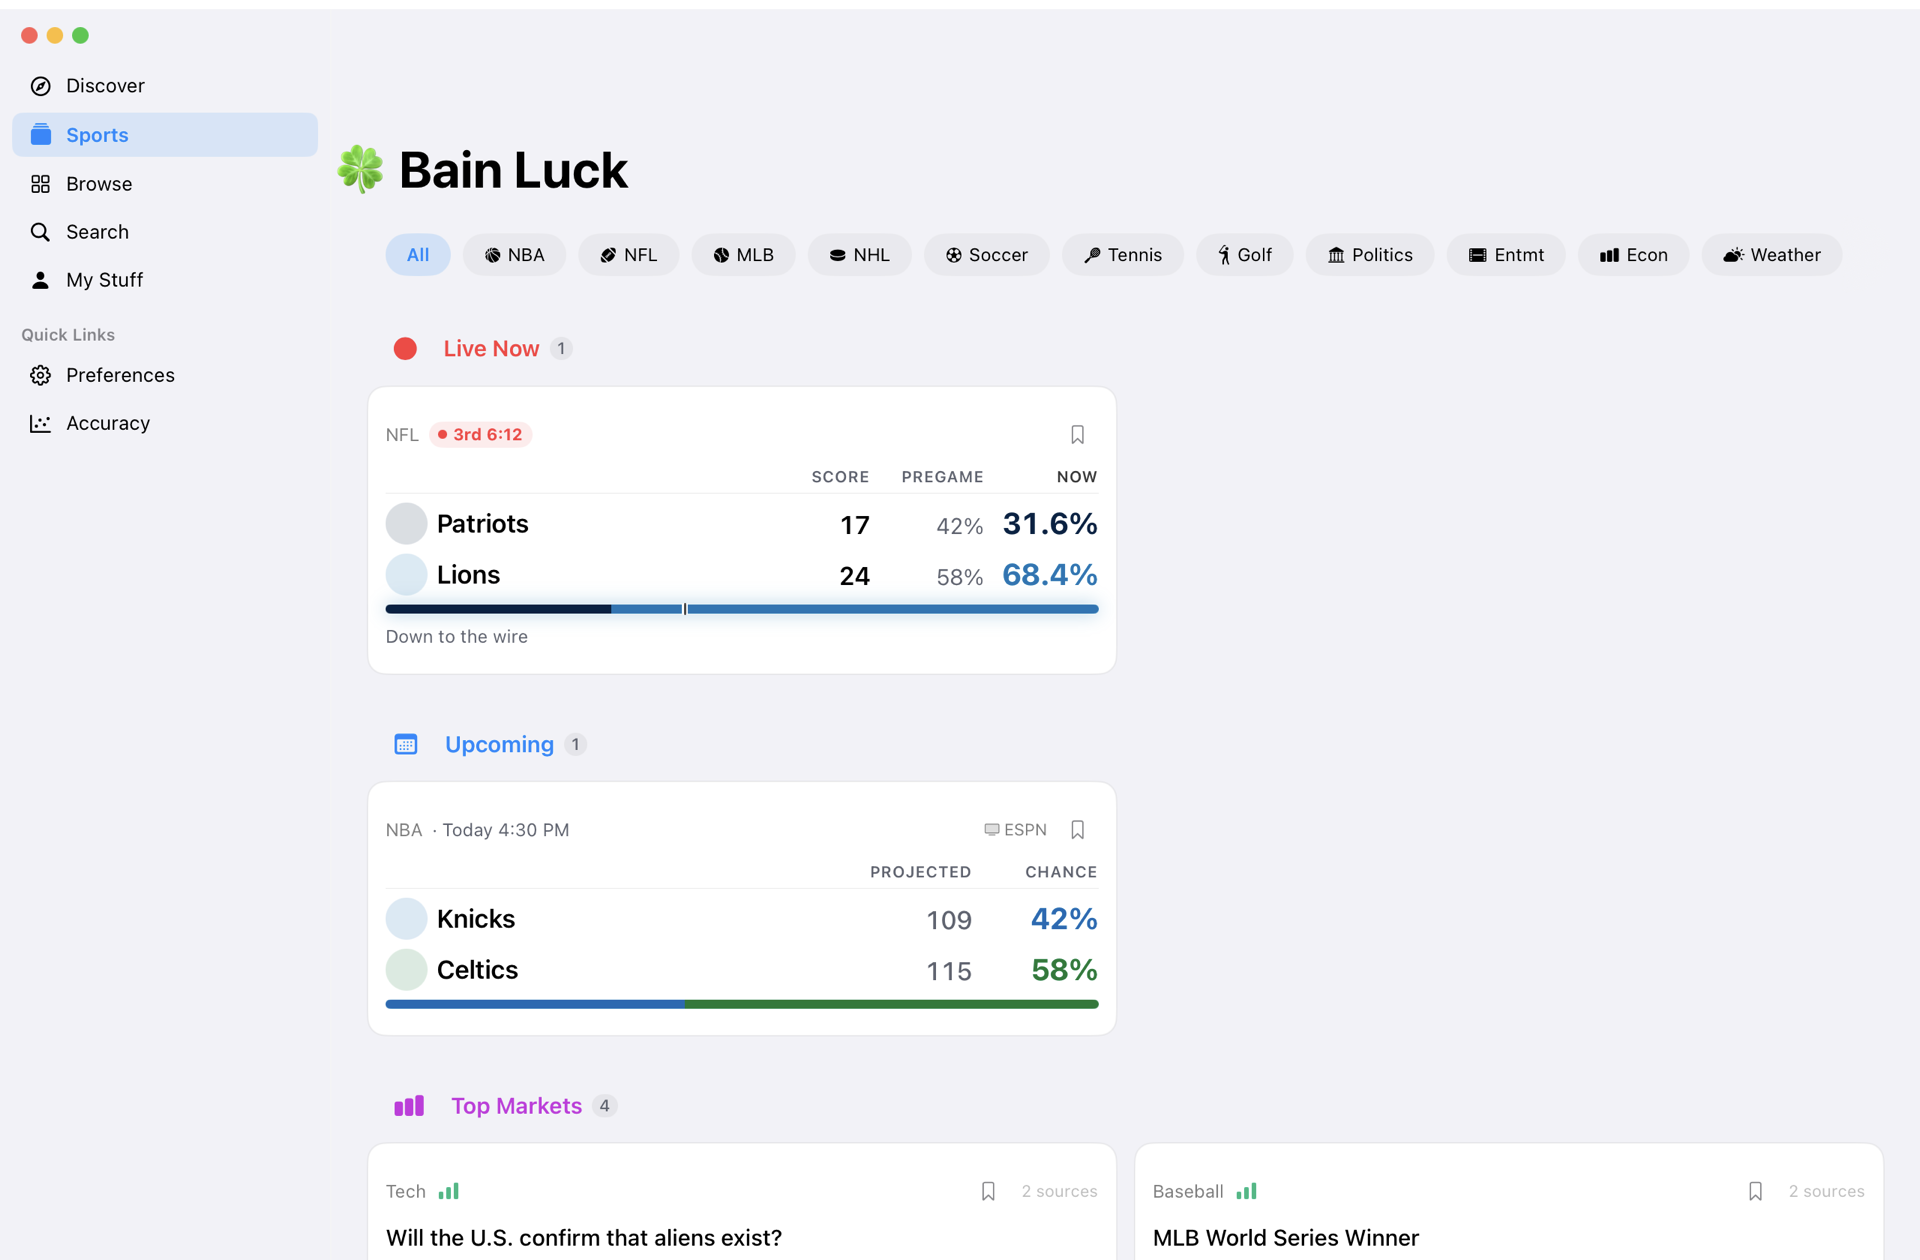 Discover
Sports
Browse
Search
My Stuff
Quick Links
Preferences
Accuracy
Bain Luck
All NBA NFL MLB NHL Soccer Tennis Golf Politics Entmt Econ Weather
Live Now 1
NFL 3rd 6:12
SCORE PREGAME NOW
Patriots 17 42% 31.6%
Lions 24 58% 68.4%
Down to the wire
Upcoming 1
NBA · Today 4:30 PM ESPN
PROJECTED CHANCE
Knicks 109 42%
Celtics 115 58%
Top Markets 4
Tech 2 sources
Will the U.S. confirm that aliens exist?
Baseball 2 sources
MLB World Series Winner